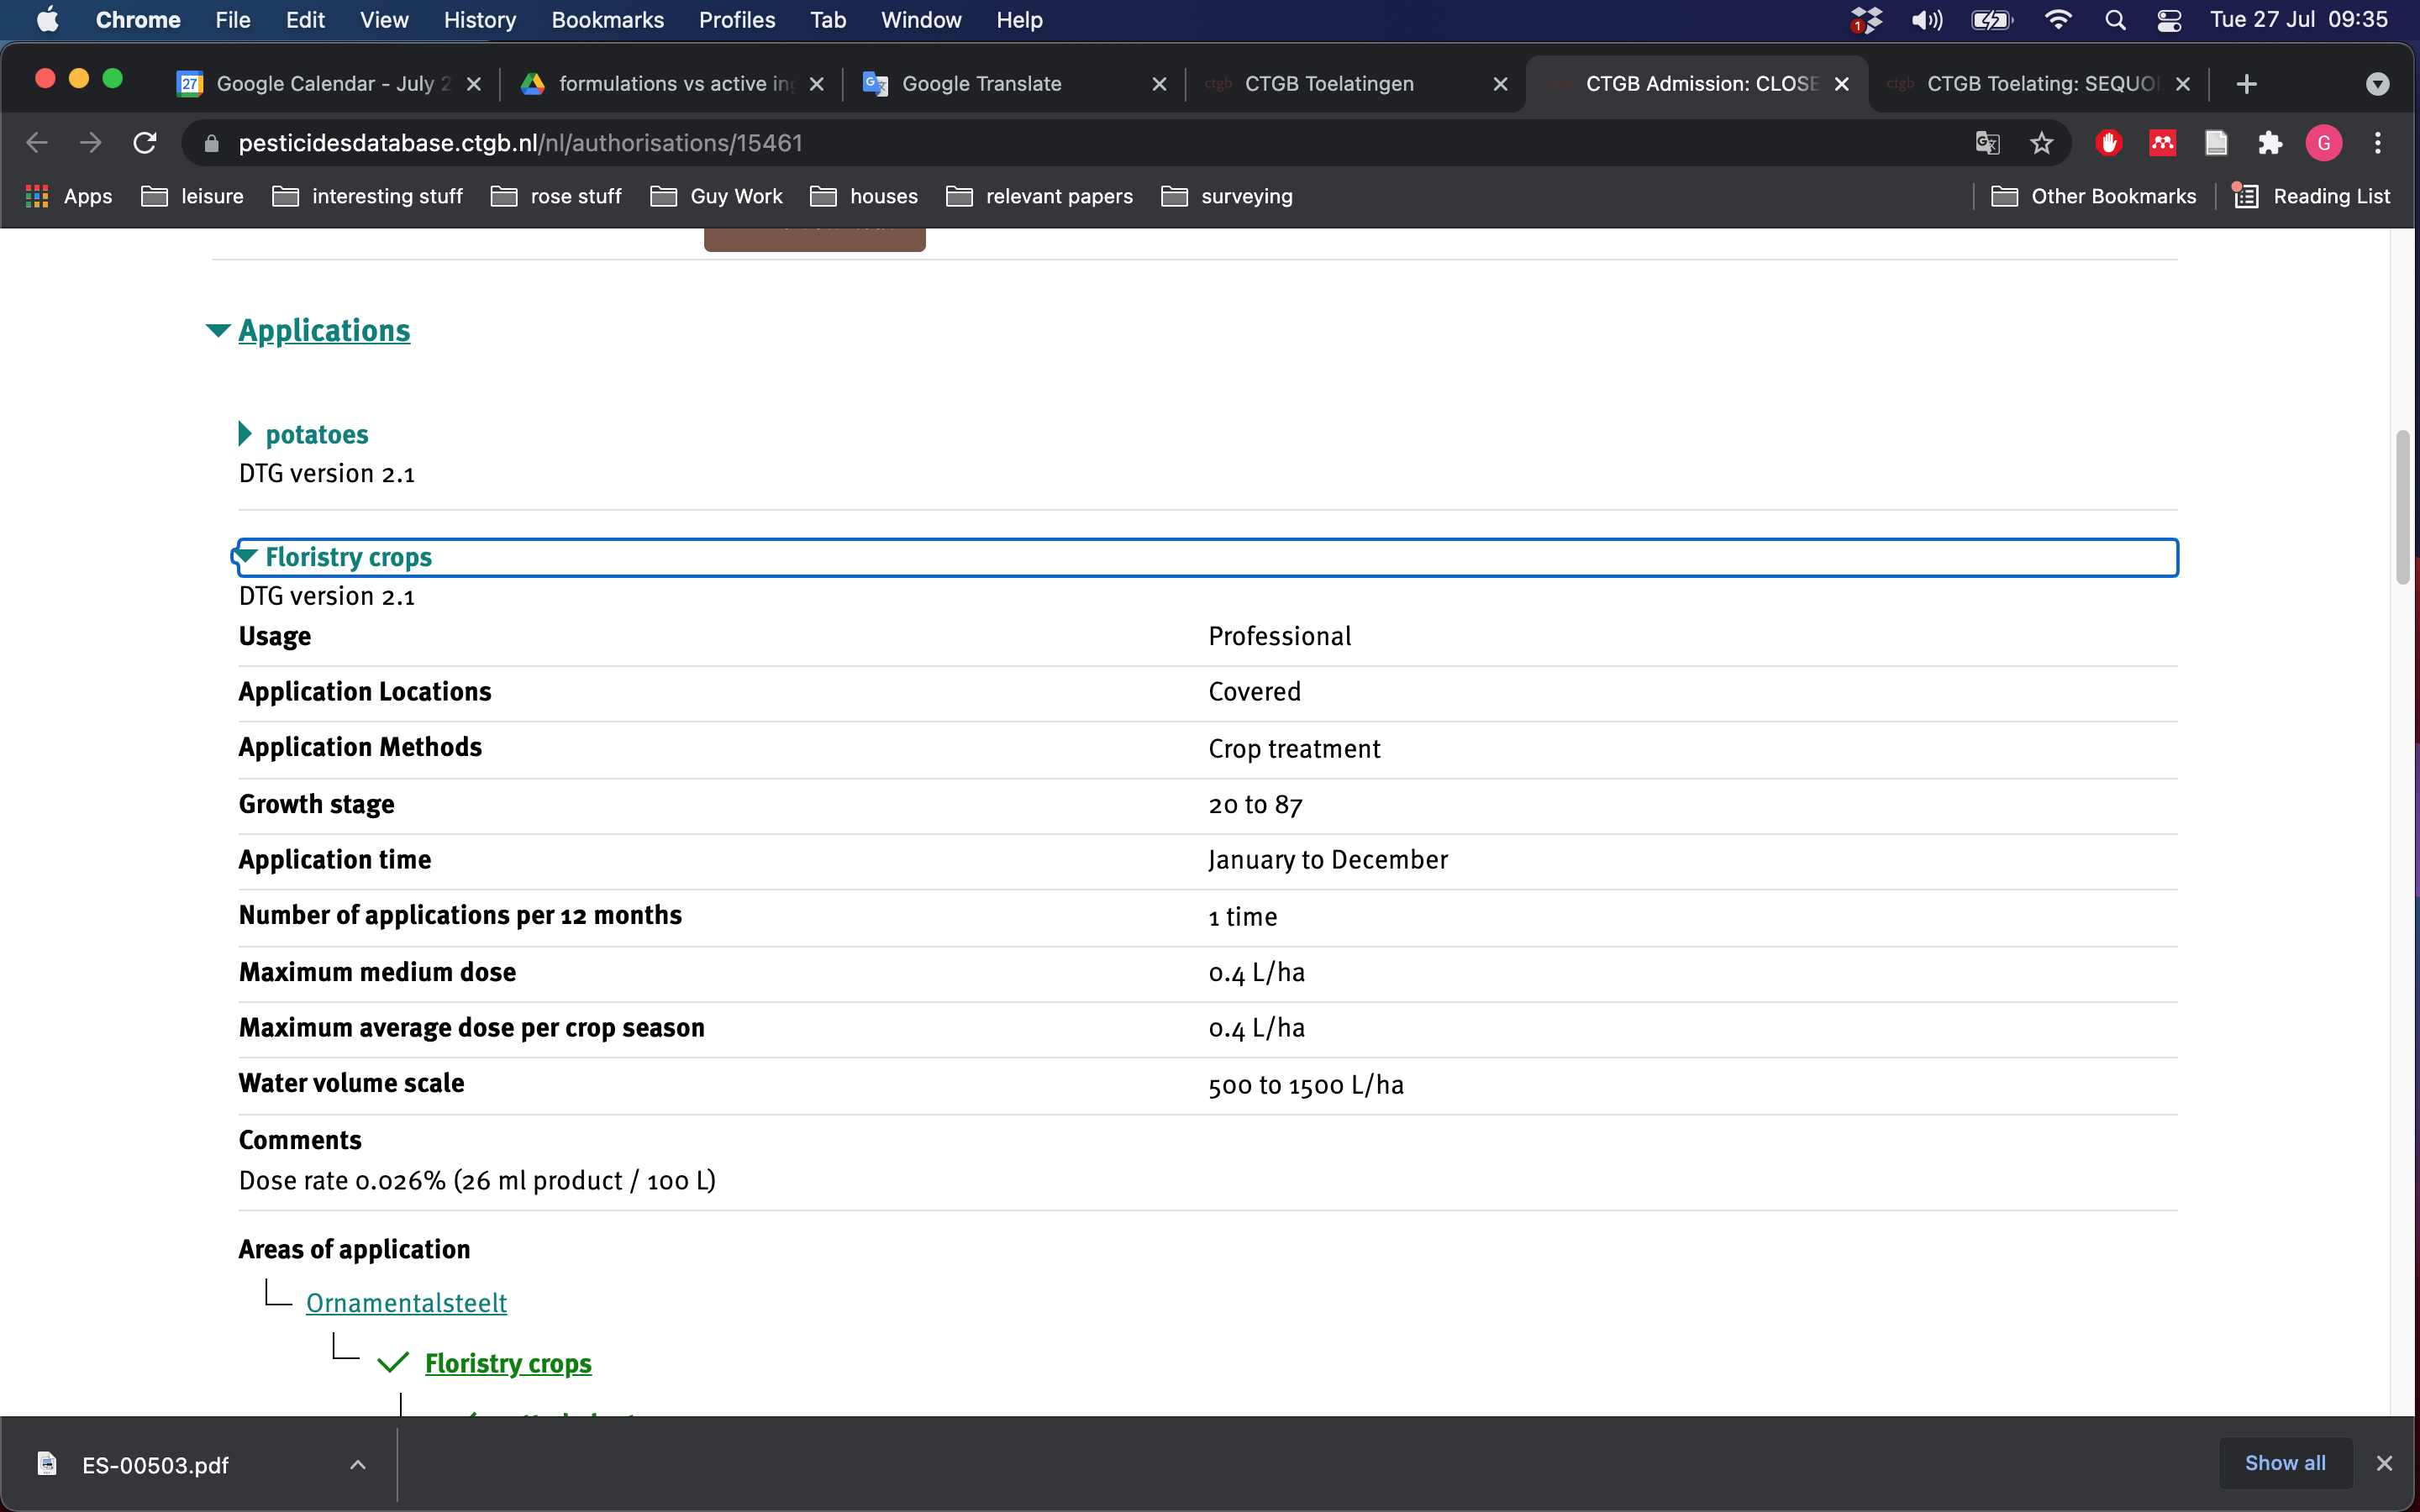 Chrome File Edit View History Bookmarks Profiles Tab Window Help 1 Tue 27 Jul 09:35
27 Google Calendar - July 2 formulations vs active ing Google Translate ctgb CTGB Toelatingen CTGB Admission: CLOSE ctgb CTGB Toelating: SEQUOI
pesticidesdatabase.ctgb.nl/nl/authorisations/15461 G
Apps leisure interesting stuff rose stuff Guy Work houses relevant papers surveying Other Bookmarks Reading List
Applications
potatoes
DTG version 2.1
Floristry crops
DTG version 2.1
Usage Professional
Application Locations Covered
Application Methods Crop treatment
Growth stage 20 to 87
Application time January to December
Number of applications per 12 months 1 time
Maximum medium dose 0.4 L/ha
Maximum average dose per crop season 0.4 L/ha
Water volume scale 500 to 1500 L/ha
Comments
Dose rate 0.026% (26 ml product / 100 L)
Areas of application
Ornamentalsteelt
Floristry crops
ES-00503.pdf Show all